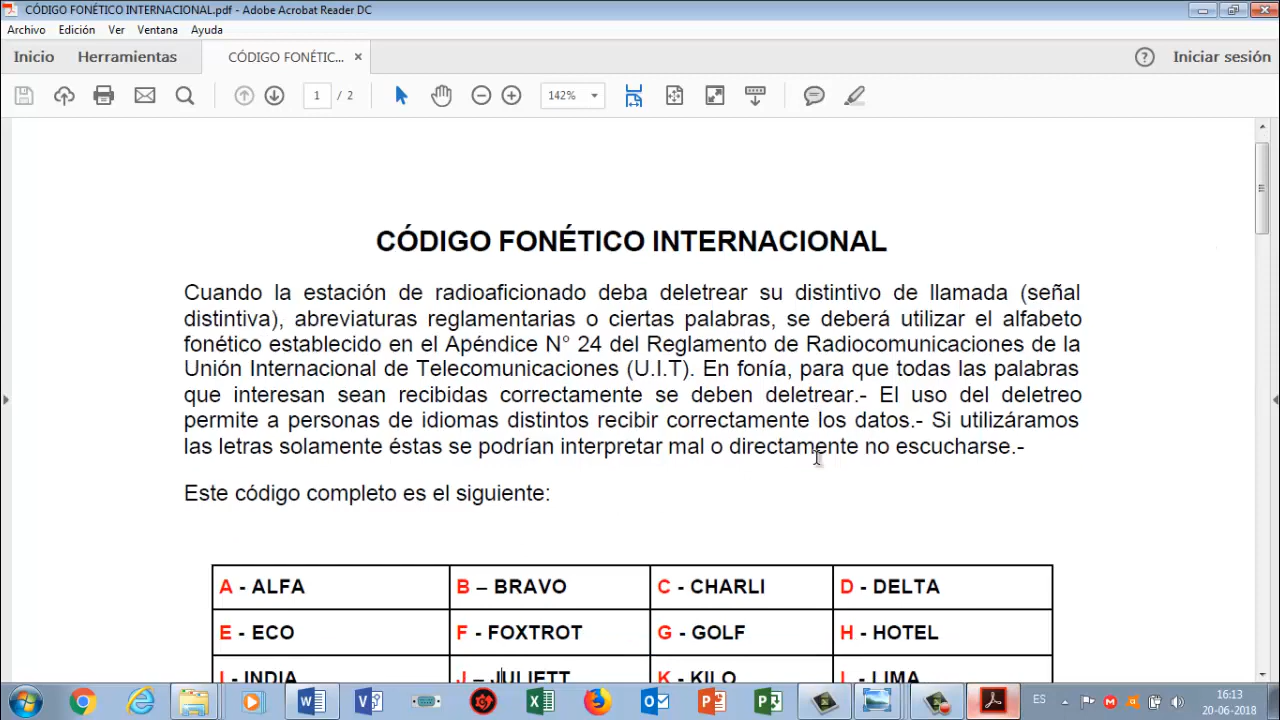 CÓDIGO FONÉTICO INTERNACIONAL.pdf - Adobe Acrobat Reader DC
Archivo Edición Ver Ventana Ayuda
Inicio Herramientas CÓDIGO FONÉTIC... Iniciar sesión
1 / 2 142%
CÓDIGO FONÉTICO INTERNACIONAL
Cuando la estación de radioaficionado deba deletrear su distintivo de llamada (señal
distintiva), abreviaturas reglamentarias o ciertas palabras, se deberá utilizar el alfabeto
fonético establecido en el Apéndice N° 24 del Reglamento de Radiocomunicaciones de la
Unión Internacional de Telecomunicaciones (U.I.T). En fonía, para que todas las palabras
que interesan sean recibidas correctamente se deben deletrear.- El uso del deletreo
permite a personas de idiomas distintos recibir correctamente los datos.- Si utilizáramos
las letras solamente éstas se podrían interpretar mal o directamente no escucharse.-
Este código completo es el siguiente:
A - ALFA B – BRAVO C - CHARLI D - DELTA
E - ECO F - FOXTROT G - GOLF H - HOTEL
I - INDIA J – JULIETT K - KILO L - LIMA
ES 16:13
20-06-2018